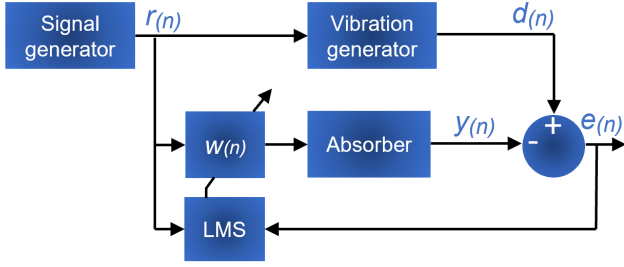 Signal
generator
r(n)
Vibration
generator
d(n)
w(n)
Absorber
y(n)
+
-
e(n)
LMS